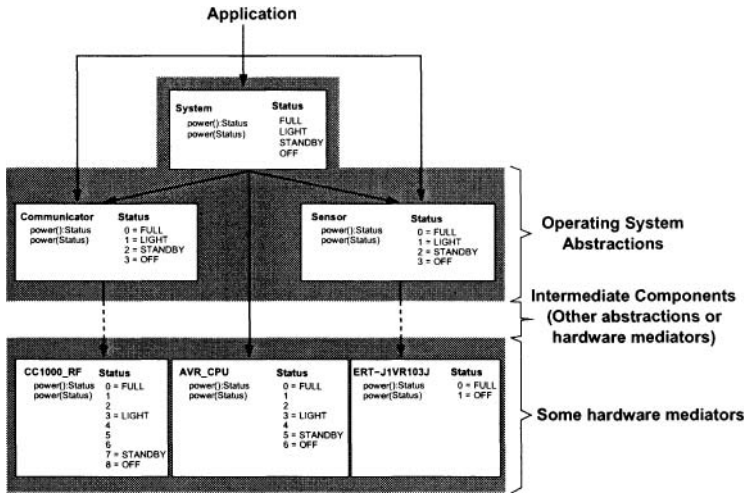 Application
System
power():Status
power(Status)
Status
FULL
LIGHT
STANDBY
OFF
Communicator
power():Status
power(Status)
Status
0 = FULL
1 = LIGHT
2 = STANDBY
3 = OFF
Sensor
power():Status
power(Status)
Status
0 = FULL
1 = LIGHT
2 = STANDBY
3 = OFF
Operating System
Abstractions
Intermediate Components
(Other abstractions or
hardware mediators)
CC1000_RF
power():Status
power(Status)
Status
0 = FULL
1
2
3 = LIGHT
4
5
6
7 = STANDBY
8 = OFF
AVR_CPU
power():Status
power(Status)
Status
0 = FULL
1
2
3 = LIGHT
4
5 = STANDBY
6 = OFF
ERT-J1VR103J
power():Status
power(Status)
Status
0 = FULL
1 = OFF
Some hardware mediators